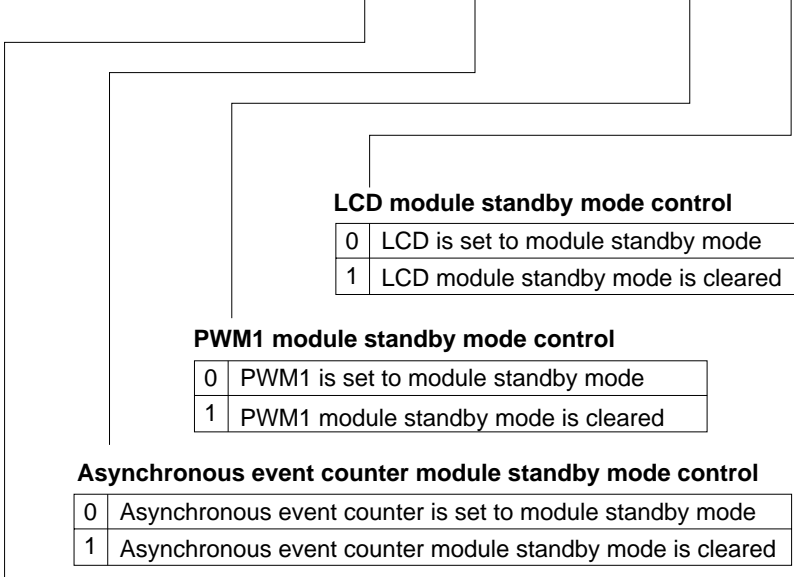 LCD module standby mode control
0 LCD is set to module standby mode
1 LCD module standby mode is cleared
PWM1 module standby mode control
0 PWM1 is set to module standby mode
1 PWM1 module standby mode is cleared
Asynchronous event counter module standby mode control
0 Asynchronous event counter is set to module standby mode
1 Asynchronous event counter module standby mode is cleared